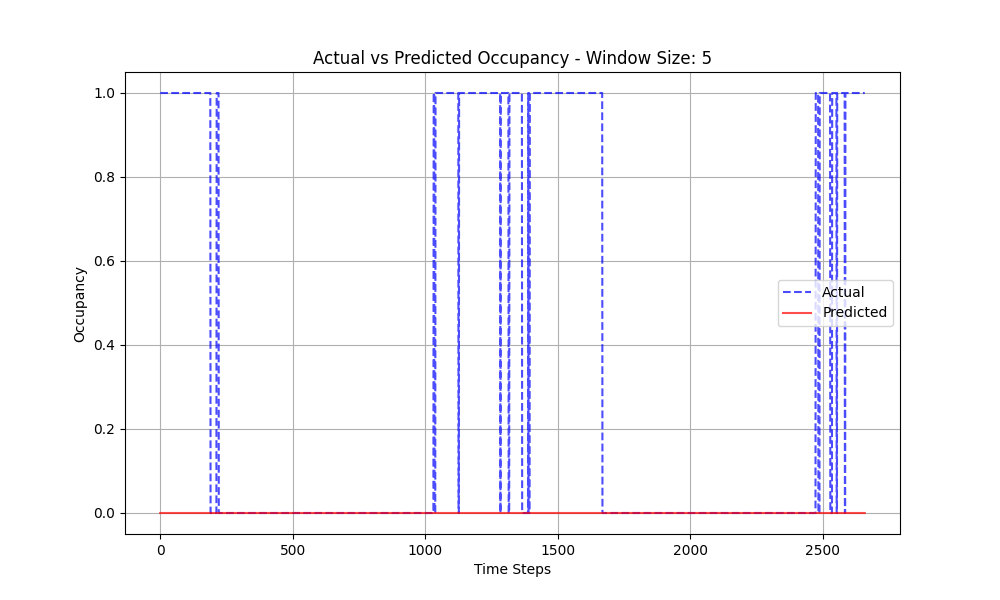 Actual vs Predicted Occupancy - Window Size: 5
1.0
0.8
0.6
0.4
0.2
0.0
Occupancy
Actual
Predicted
0 500 1000 1500 2000 2500
Time Steps